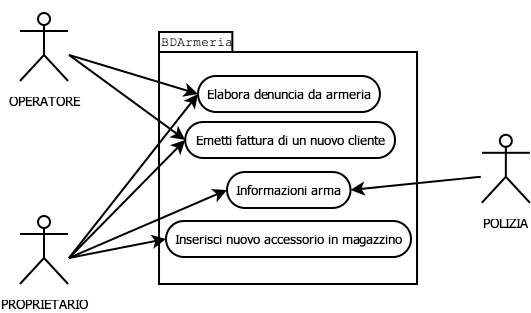 BDArmeria
OPERATORE
Elabora denuncia da armeria
Emetti fattura di un nuovo cliente
Informazioni arma
POLIZIA
Inserisci nuovo accessorio in magazzino
PROPRIETARIO